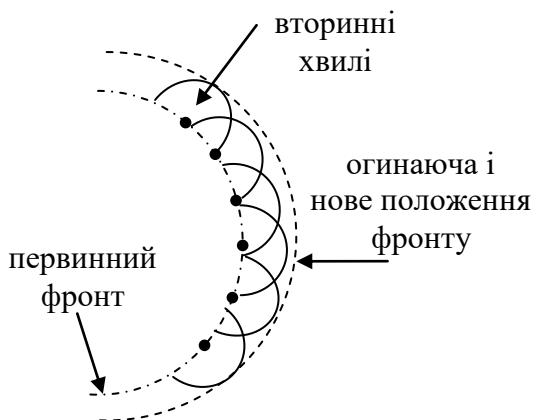 вторинні
хвилі
огинаюча і
нове положення
фронту
первинний
фронт